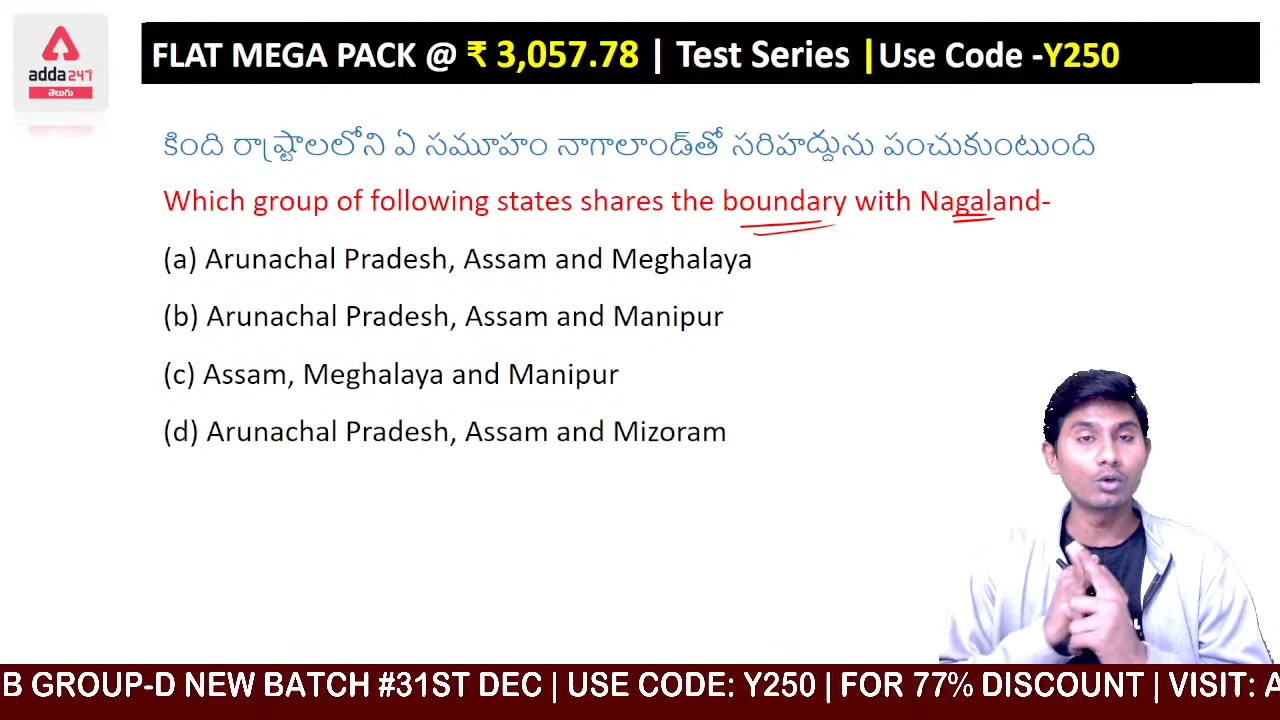 adda247
తెలుగు
FLAT MEGA PACK @ ₹ 3,057.78 | Test Series |Use Code -Y250
కింది రాష్ట్రాలలోని ఏ సమూహం నాగాలాండ్‌తో సరిహద్దును పంచుకుంటుంది
Which group of following states shares the boundary with Nagaland-
(a) Arunachal Pradesh, Assam and Meghalaya
(b) Arunachal Pradesh, Assam and Manipur
(c) Assam, Meghalaya and Manipur
(d) Arunachal Pradesh, Assam and Mizoram
B GROUP-D NEW BATCH #31ST DEC | USE CODE: Y250 | FOR 77% DISCOUNT | VISIT: A